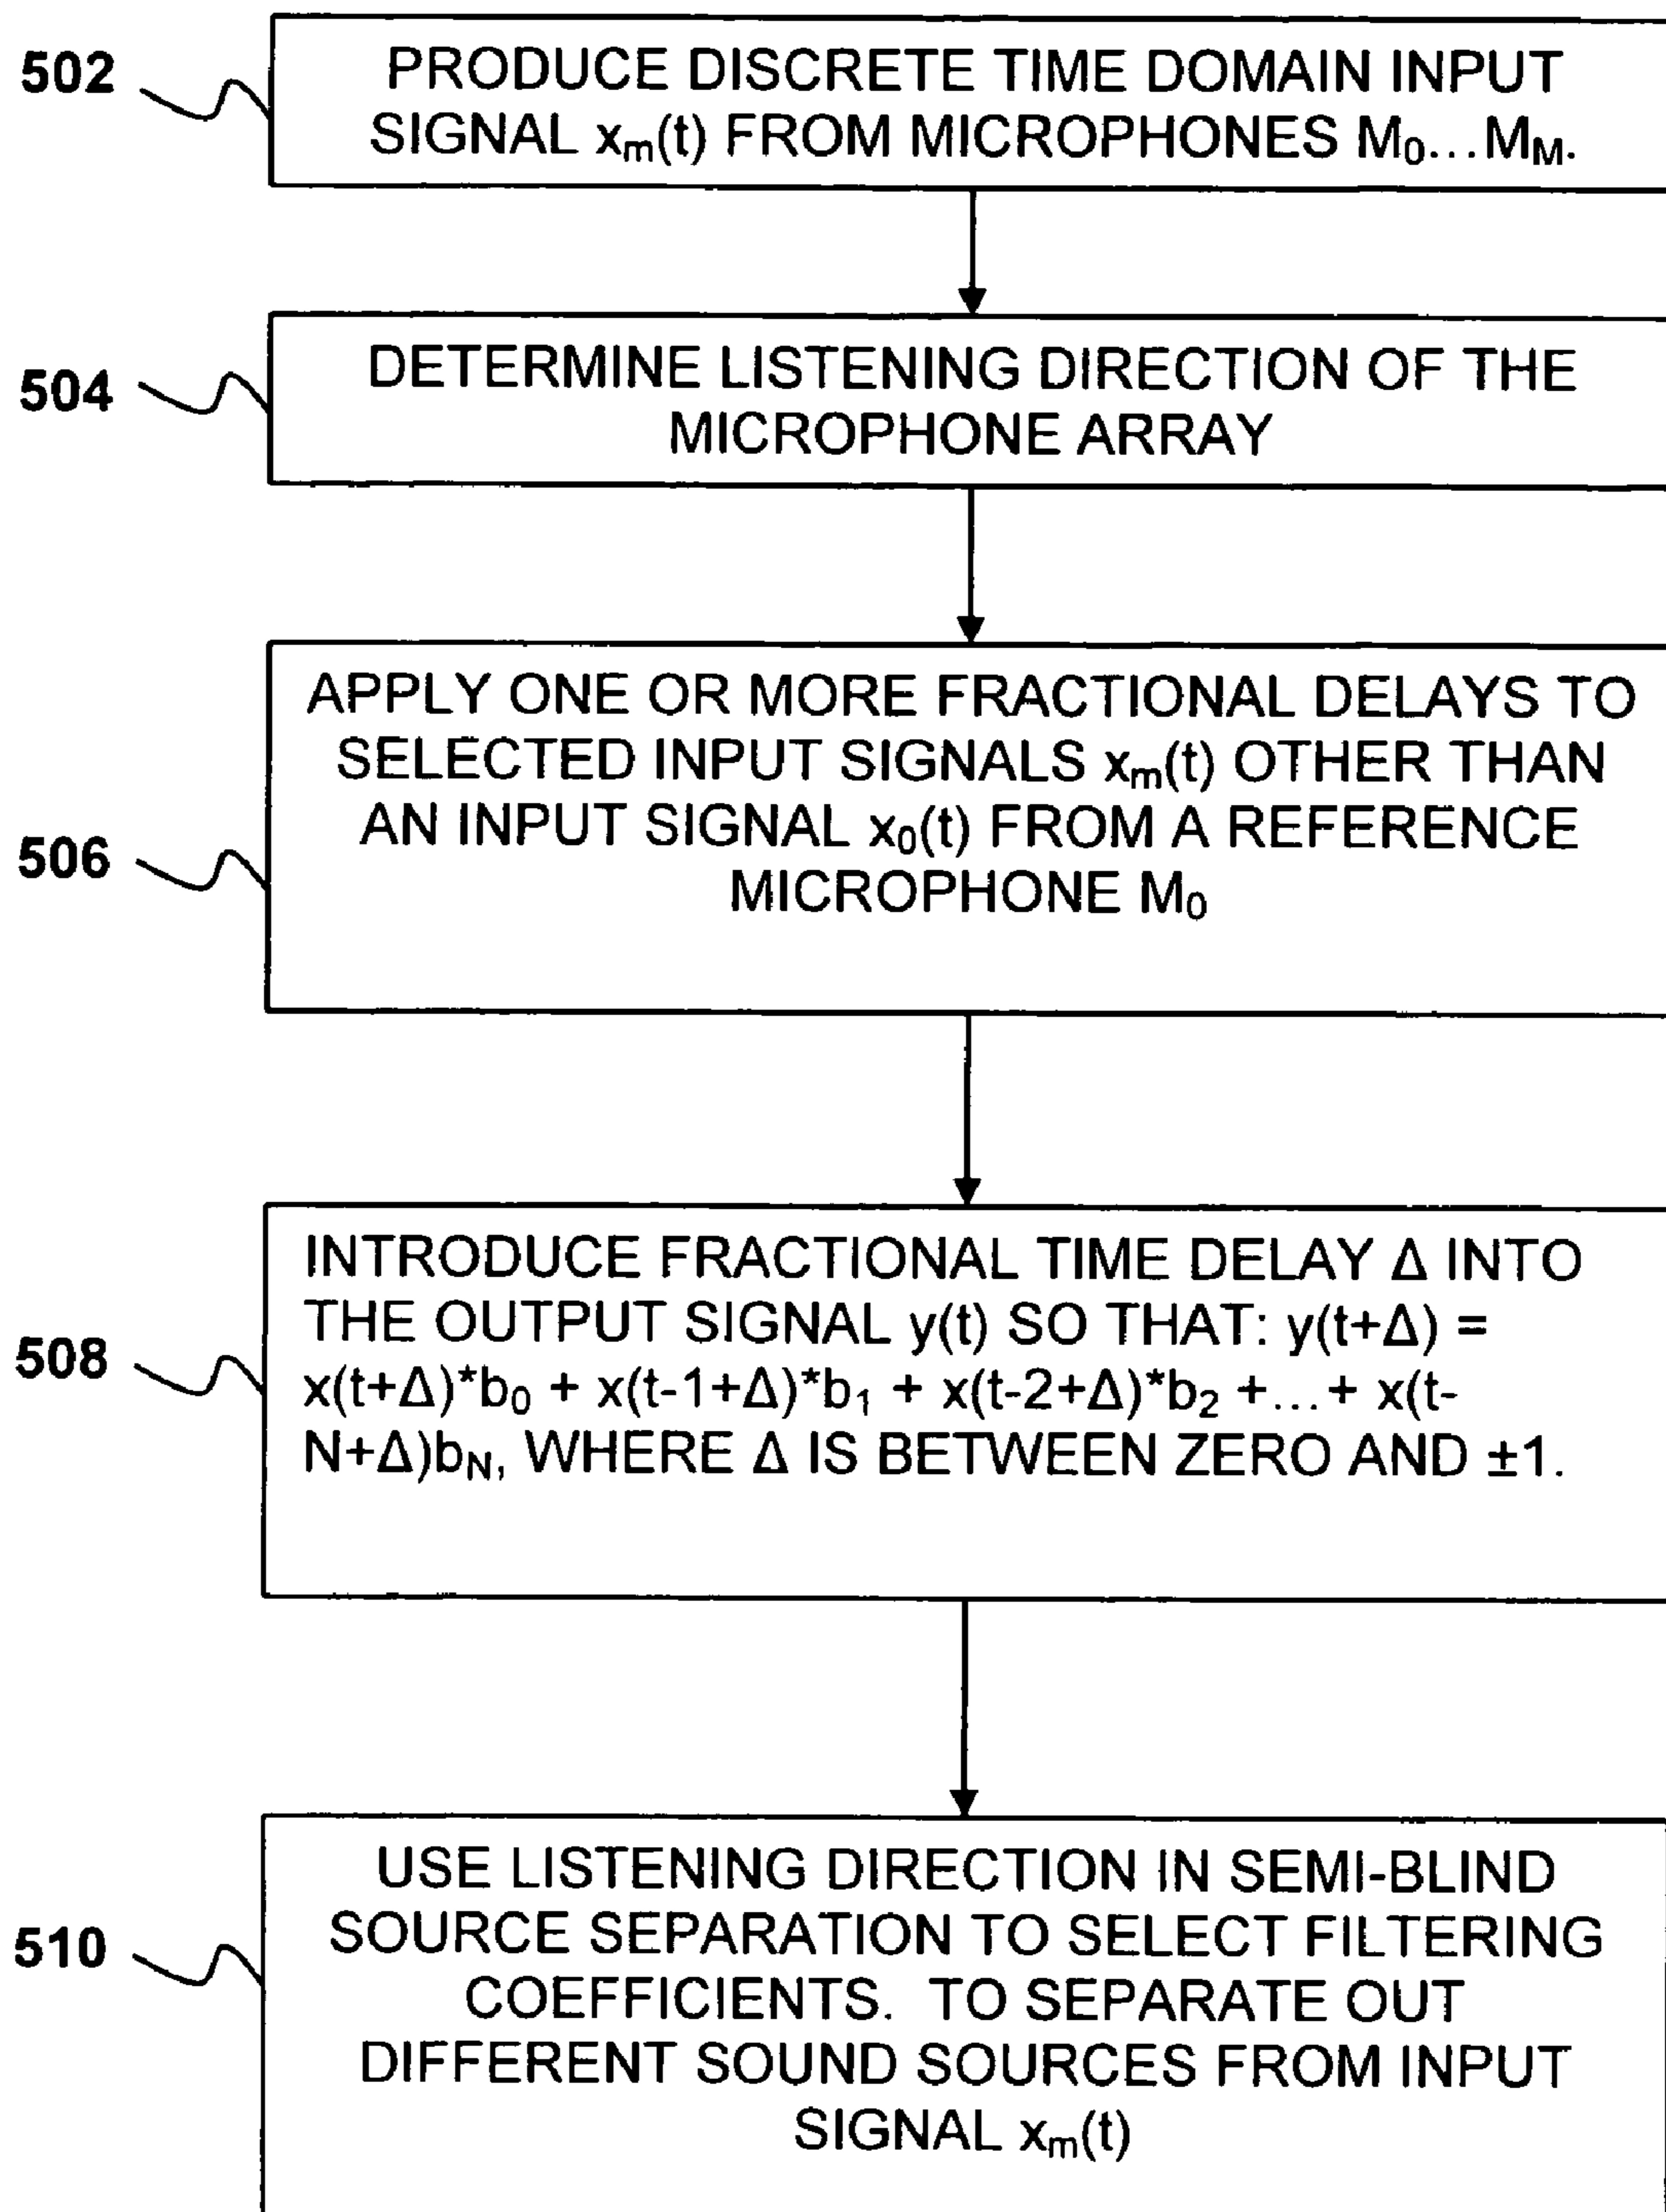 502
PRODUCE DISCRETE TIME DOMAIN INPUT
SIGNAL xₘ(t) FROM MICROPHONES M₀...M_M.
504
DETERMINE LISTENING DIRECTION OF THE
MICROPHONE ARRAY
506
APPLY ONE OR MORE FRACTIONAL DELAYS TO
SELECTED INPUT SIGNALS xₘ(t) OTHER THAN
AN INPUT SIGNAL x₀(t) FROM A REFERENCE
MICROPHONE M₀
508
INTRODUCE FRACTIONAL TIME DELAY Δ INTO
THE OUTPUT SIGNAL y(t) SO THAT: y(t+Δ) =
x(t+Δ)*b₀ + x(t-1+Δ)*b₁ + x(t-2+Δ)*b₂ +...+ x(t-
N+Δ)b_N, WHERE Δ IS BETWEEN ZERO AND ±1.
510
USE LISTENING DIRECTION IN SEMI-BLIND
SOURCE SEPARATION TO SELECT FILTERING
COEFFICIENTS. TO SEPARATE OUT
DIFFERENT SOUND SOURCES FROM INPUT
SIGNAL xₘ(t)